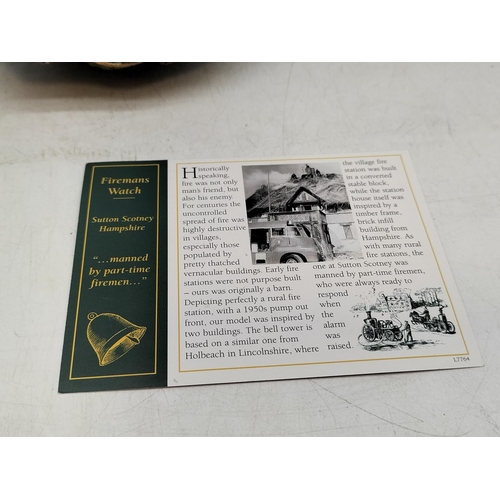 Firemans
Watch
Sutton Scotney
Hampshire
"...manned
by part-time
firemen..."
Historically
speaking,
fire was not only
man's friend, but
also his enemy.
For centuries the
uncontrolled
spread of fire was
highly destructive
in villages,
especially those
populated by
pretty thatched
vernacular buildings. Early fire
stations were not purpose built
– ours was originally a barn.
Depicting perfectly a rural fire
station, with a 1950s pump out
front, our model was inspired by
two buildings. The bell tower is
based on a similar one from
Holbeach in Lincolnshire, where
the village fire
station was built
in a converted
stable block,
while the station
house itself was
inspired by a
timber frame,
brick infill
building from
Hampshire. As
with many rural
fire stations, the
one at Sutton Scotney was
manned by part-time firemen,
who were always ready to
respond
when
the
alarm
was
raised.
L2764